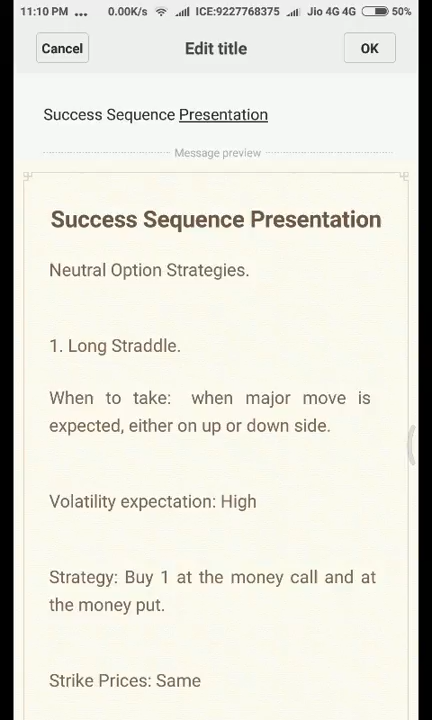 11:10 PM ... 0.00K/s ICE:9227768375 Jio 4G 4G 50%
Cancel Edit title OK
Success Sequence Presentation
Message preview
Success Sequence Presentation
Neutral Option Strategies.
1. Long Straddle.
When to take: when major move is
expected, either on up or down side.
Volatility expectation: High
Strategy: Buy 1 at the money call and at
the money put.
Strike Prices: Same